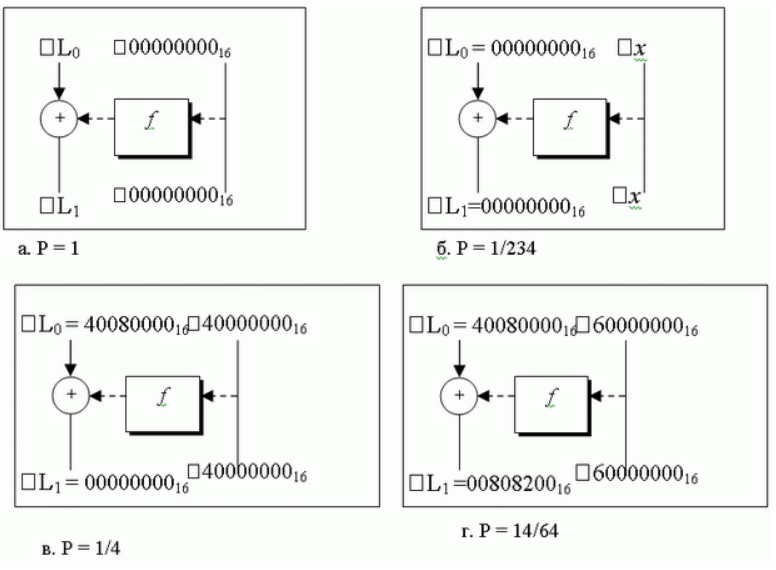 □L₀ □00000000₁₆
+ f
□L₁ □00000000₁₆
а. P = 1
□L₀ = 00000000₁₆ □x
+ f
□L₁=00000000₁₆ □x
б. P = 1/234
□L₀ = 40080000₁₆ □40000000₁₆
+ f
□L₁ = 00000000₁₆ □40000000₁₆
в. P = 1/4
□L₀ = 40080000₁₆ □60000000₁₆
+ f
□L₁ =00808200₁₆ □60000000₁₆
г. P = 14/64